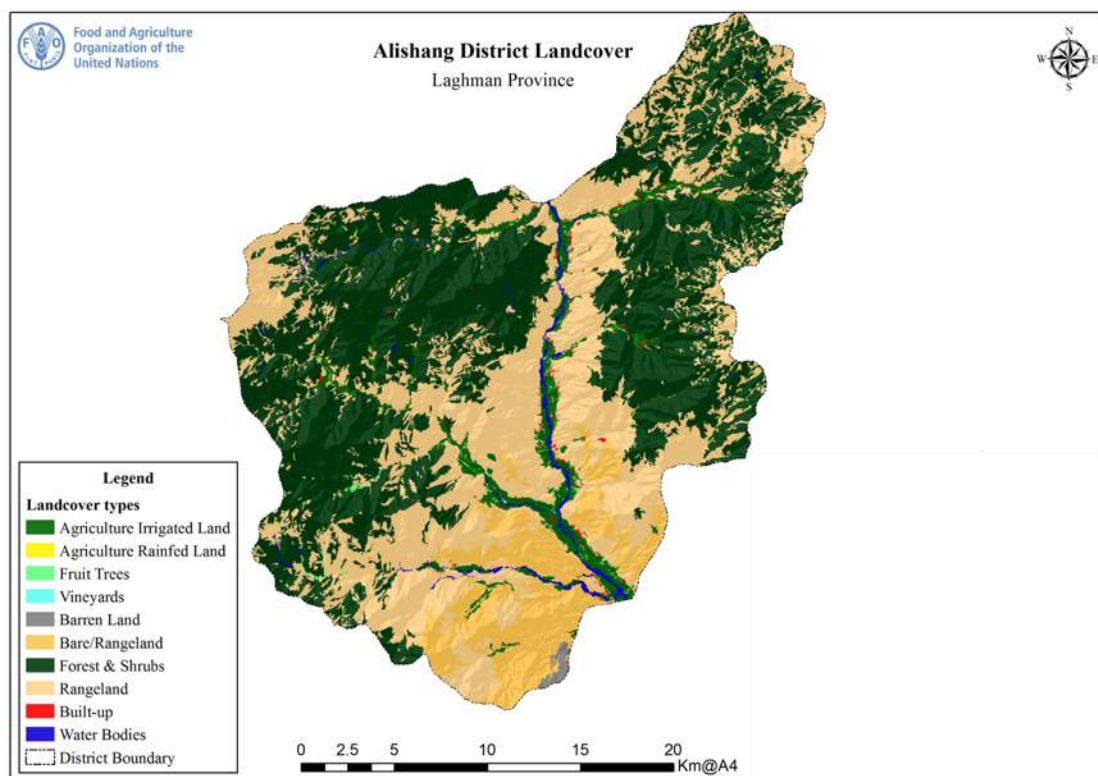 Food and Agriculture
Organization of the
United Nations
F A O
FIAT PANIS
Alishang District Landcover
Laghman Province
N
W E
S
Legend
Landcover types
Agriculture Irrigated Land
Agriculture Rainfed Land
Fruit Trees
Vineyards
Barren Land
Bare/Rangeland
Forest & Shrubs
Rangeland
Built-up
Water Bodies
District Boundary
0 2.5 5 10 15 20
Km@A4